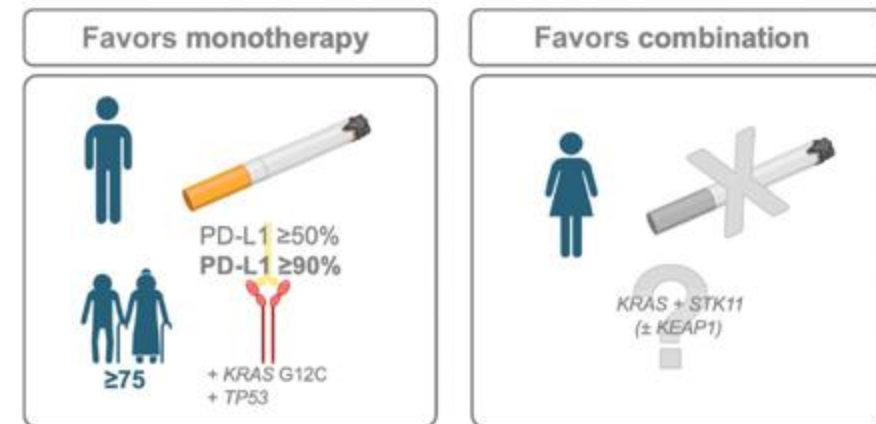 Favors monotherapy
PD-L1 ≥50%
PD-L1 ≥90%
≥75
+ KRAS G12C
+ TP53
Favors combination
?
KRAS + STK11
(± KEAP1)